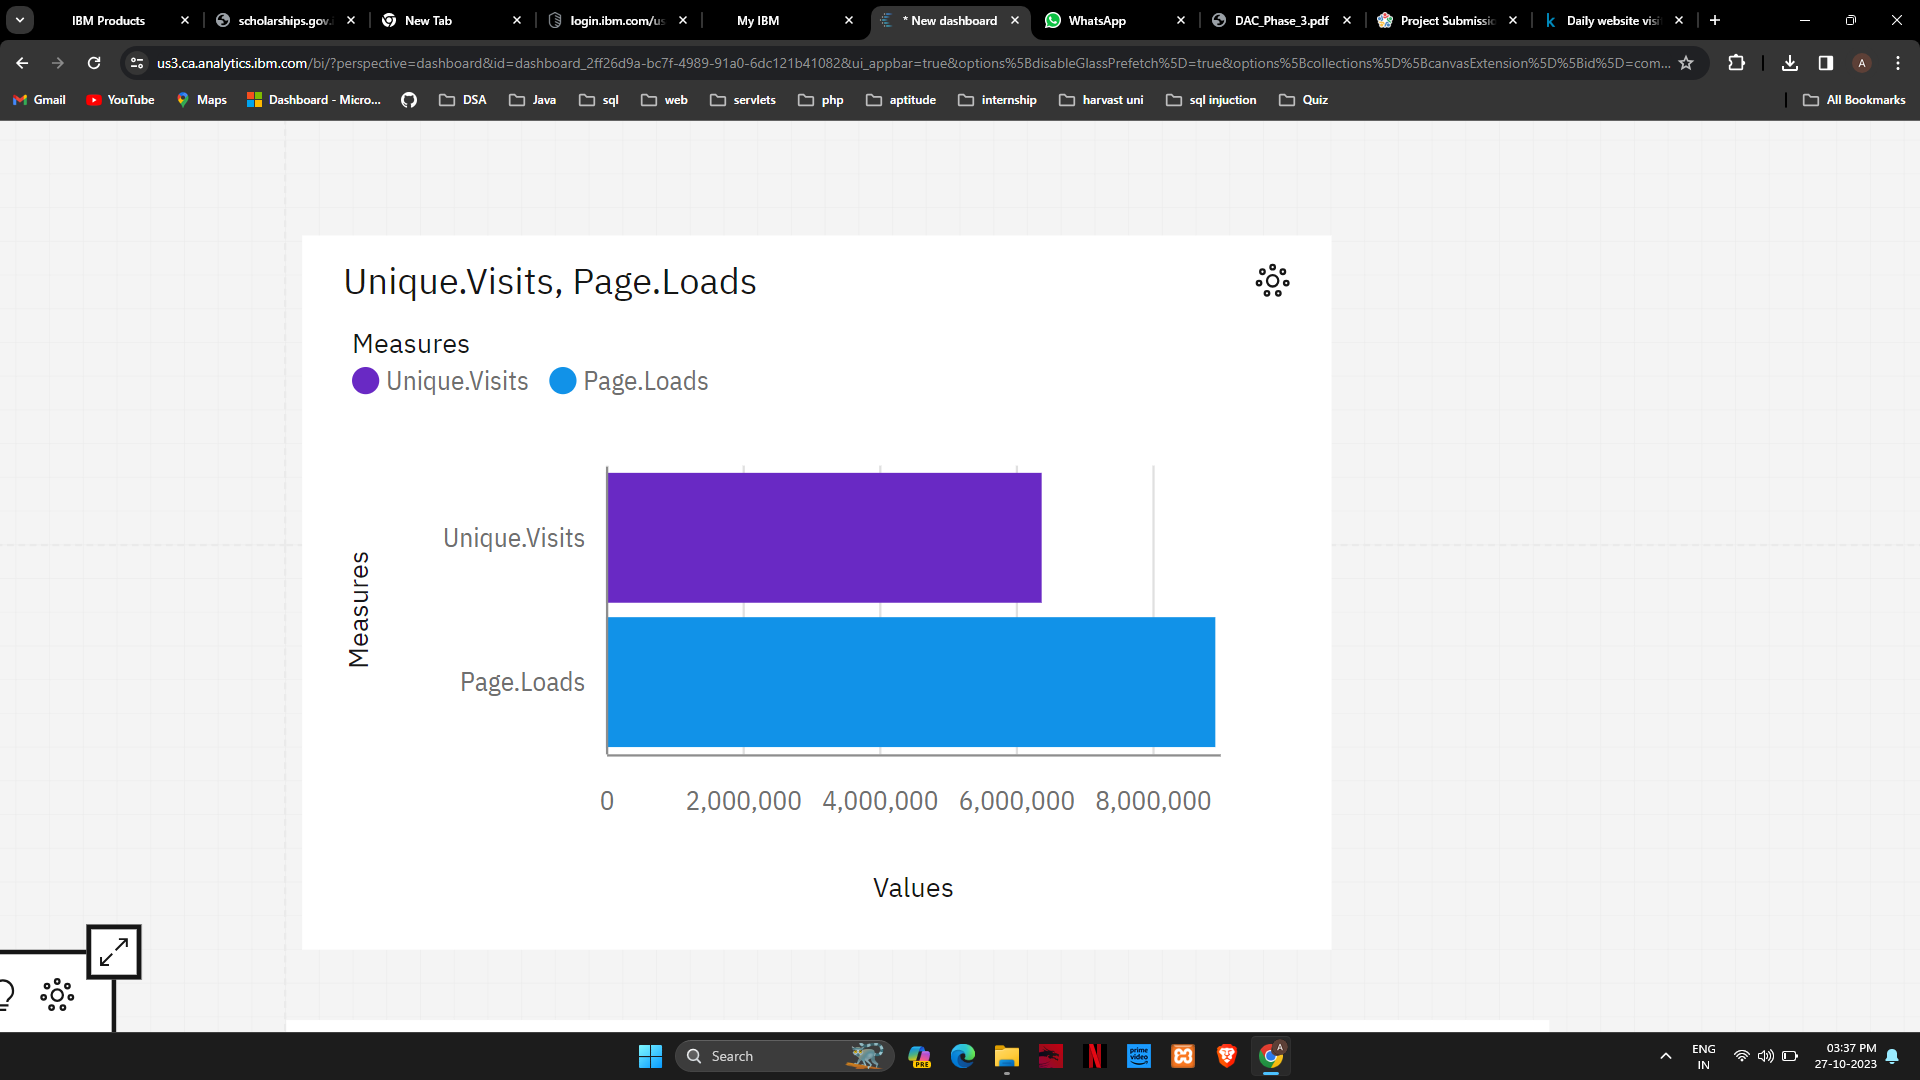 IBM Products
scholarships.gov.
New Tab
login.ibm.com/us
My IBM
* New dashboard
WhatsApp
DAC_Phase_3.pdf
Project Submissi
Daily website visi
us3.ca.analytics.ibm.com/bi/?perspective=dashboard&id=dashboard_2ff26d9a-bc7f-4989-91a0-6dc121b41082&ui_appbar=true&options%5BdisableGlassPrefetch%5D=true&options%5Bcollections%5D%5BcanvasExtension%5D%5Bid%5D=com...
A
Gmail
YouTube
Maps
Dashboard - Micro...
DSA
Java
sql
web
servlets
php
aptitude
internship
harvast uni
sql injuction
Quiz
All Bookmarks
Unique.Visits, Page.Loads
Measures
Unique.Visits Page.Loads
Measures
Unique.Visits
Page.Loads
0 2,000,000 4,000,000 6,000,000 8,000,000
Values
Search
PRE
N
prime video
A
ENG
IN
03:37 PM
27-10-2023